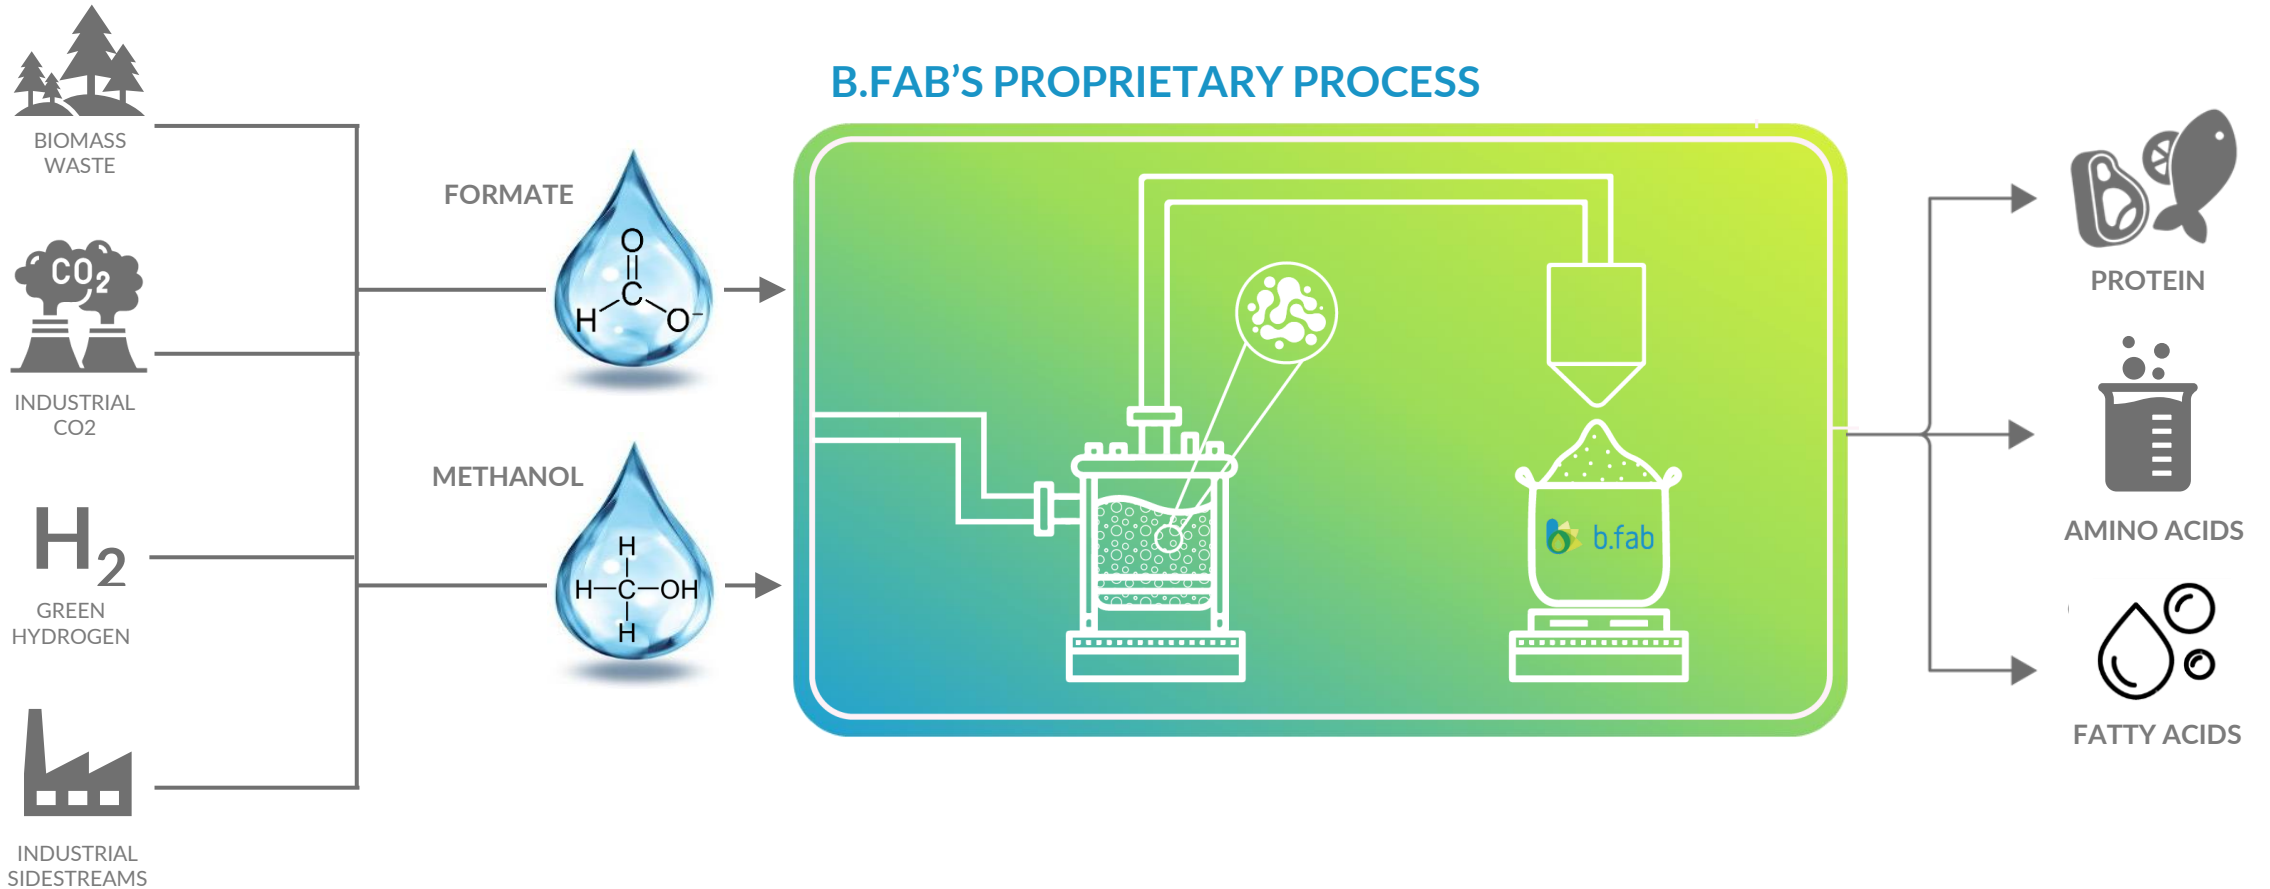 B.FAB'S PROPRIETARY PROCESS
BIOMASS
WASTE
CO2
INDUSTRIAL
CO2
H2
GREEN
HYDROGEN
INDUSTRIAL
SIDESTREAMS
FORMATE
O
C
H
O−
METHANOL
H
H—C—OH
H
b.fab
PROTEIN
AMINO ACIDS
FATTY ACIDS